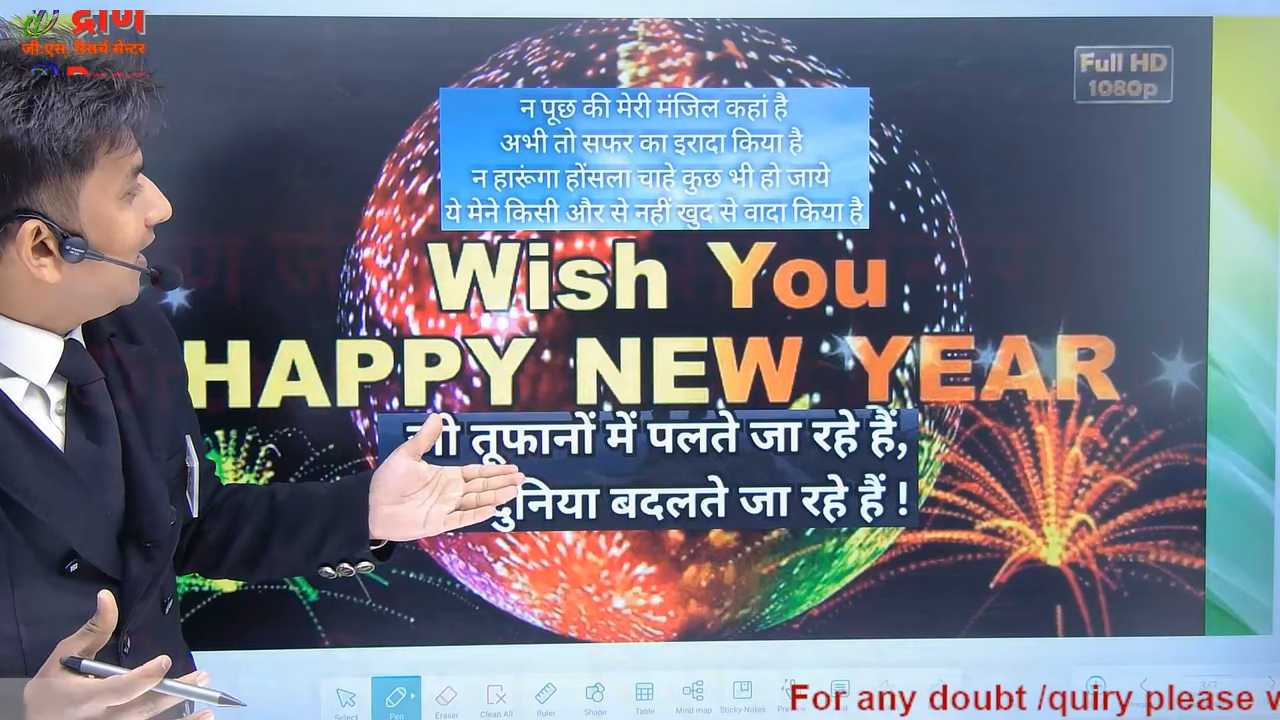 द्रोण
जी.एस. रिसर्च सेन्टर
Full HD
1080p
न पूछ की मेरी मंजिल कहां है
अभी तो सफर का इरादा किया है
न हारूंगा होंसला चाहे कुछ भी हो जाये
ये मेने किसी और से नहीं खुद से वादा किया है
Wish You
HAPPY NEW YEAR
तूफानों में पलते जा रहे हैं,
दुनिया बदलते जा रहे हैं !
Select
Pen
Eraser
Clean All
Ruler
Shape
Table
Mind map
Sticky-Notes
3/7
For any doubt /quiry please